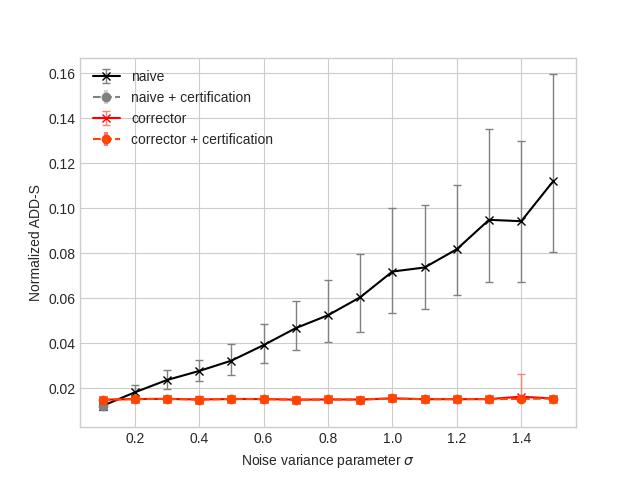 naive
naive + certification
corrector
corrector + certification
0.16
0.14
0.12
0.10
0.08
0.06
0.04
0.02
Normalized ADD-S
0.2 0.4 0.6 0.8 1.0 1.2 1.4
Noise variance parameter σ